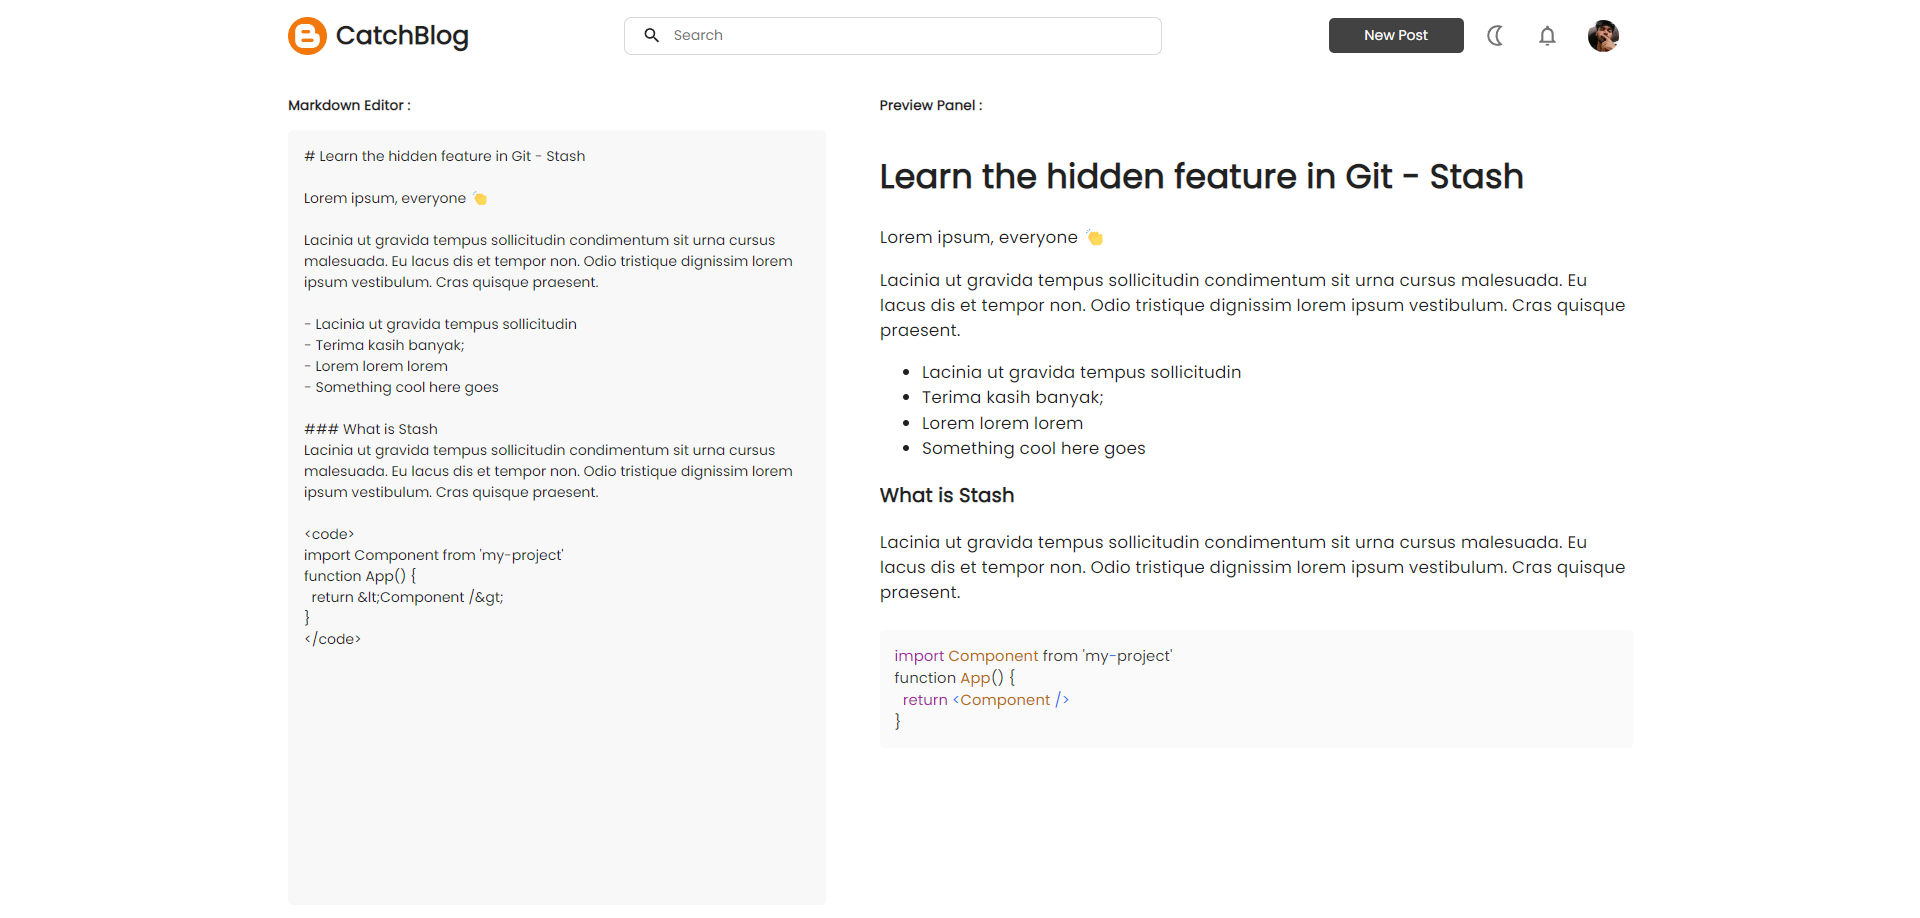 CatchBlog
Search
New Post
Markdown Editor :
# Learn the hidden feature in Git - Stash
Lorem ipsum, everyone 👏
Lacinia ut gravida tempus sollicitudin condimentum sit urna cursus
malesuada. Eu lacus dis et tempor non. Odio tristique dignissim lorem
ipsum vestibulum. Cras quisque praesent.
- Lacinia ut gravida tempus sollicitudin
- Terima kasih banyak;
- Lorem lorem lorem
- Something cool here goes
### What is Stash
Lacinia ut gravida tempus sollicitudin condimentum sit urna cursus
malesuada. Eu lacus dis et tempor non. Odio tristique dignissim lorem
ipsum vestibulum. Cras quisque praesent.
<code>
import Component from 'my-project'
function App() {
  return &lt;Component /&gt;
}
</code>
Preview Panel :
Learn the hidden feature in Git - Stash
Lorem ipsum, everyone 👏
Lacinia ut gravida tempus sollicitudin condimentum sit urna cursus malesuada. Eu
lacus dis et tempor non. Odio tristique dignissim lorem ipsum vestibulum. Cras quisque
praesent.
• Lacinia ut gravida tempus sollicitudin
• Terima kasih banyak;
• Lorem lorem lorem
• Something cool here goes
What is Stash
Lacinia ut gravida tempus sollicitudin condimentum sit urna cursus malesuada. Eu
lacus dis et tempor non. Odio tristique dignissim lorem ipsum vestibulum. Cras quisque
praesent.
import Component from 'my-project'
function App() {
  return <Component />
}